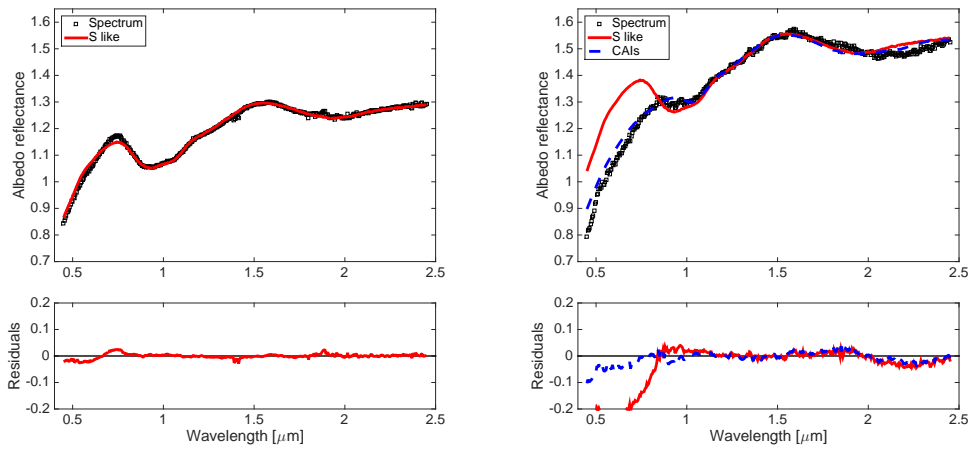 Spectrum
S like
Albedo reflectance
1.6
1.5
1.4
1.3
1.2
1.1
1
0.9
0.8
0.7
0.5 1 1.5 2 2.5
Residuals
0.2
0.1
0
-0.1
-0.2
0.5 1 1.5 2 2.5
Wavelength [μm]
Spectrum
S like
CAIs
Albedo reflectance
1.6
1.5
1.4
1.3
1.2
1.1
1
0.9
0.8
0.7
0.5 1 1.5 2 2.5
Residuals
0.2
0.1
0
-0.1
-0.2
0.5 1 1.5 2 2.5
Wavelength [μm]